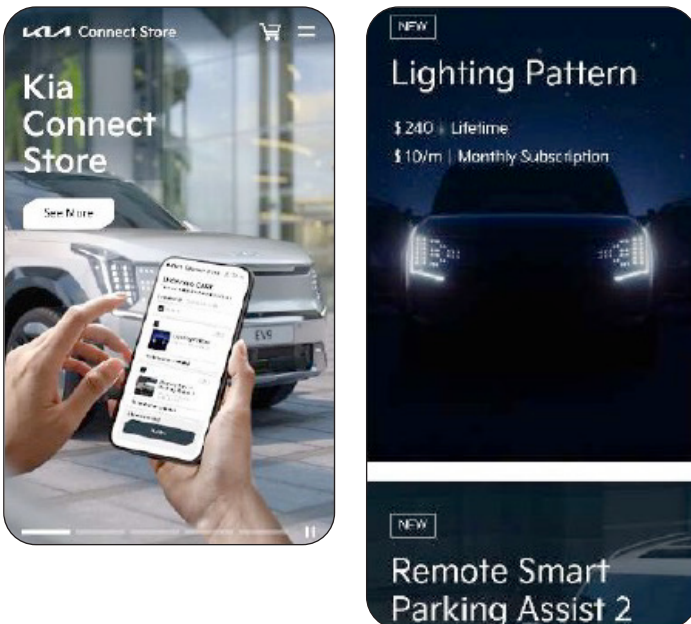 KIA Connect Store
Kia
Connect
Store
See More
EV9
NEW
Lighting Pattern
$240 | Lifetime
$10/m | Monthly Subscription
NEW
Remote Smart
Parking Assist 2